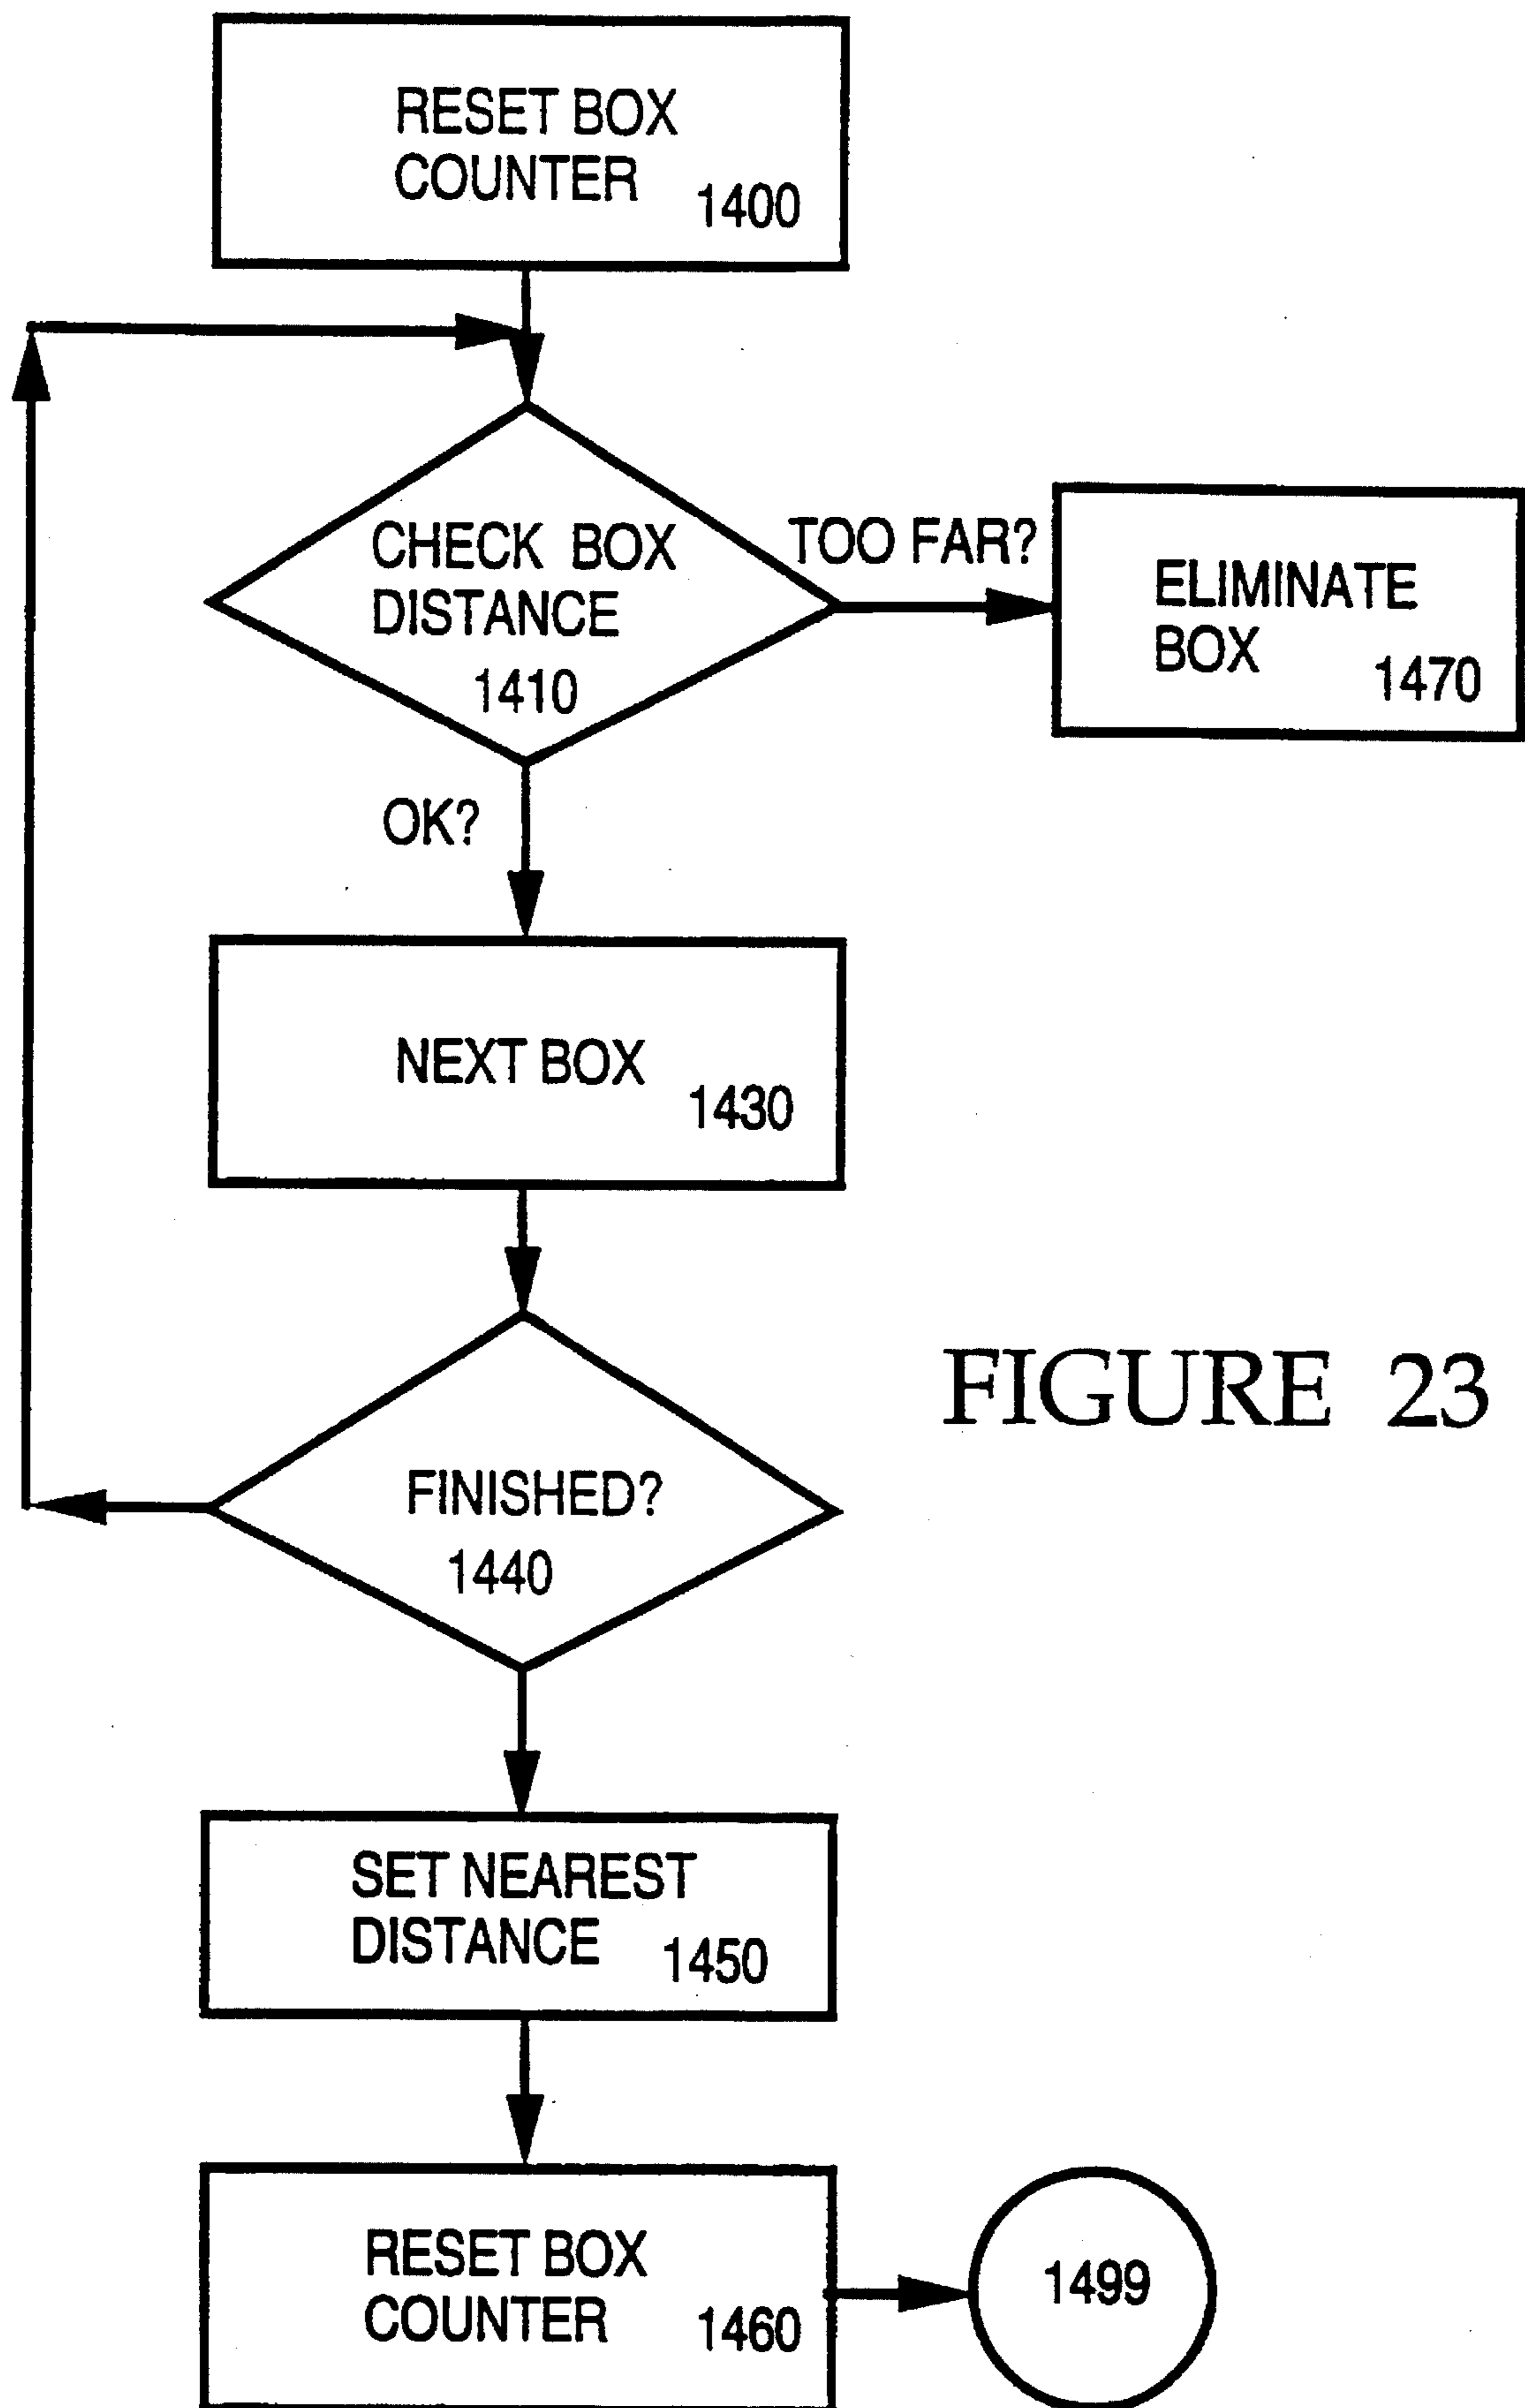 RESET BOX
COUNTER 1400
CHECK BOX
DISTANCE
1410
TOO FAR?
ELIMINATE
BOX 1470
OK?
NEXT BOX
1430
FINISHED?
1440
FIGURE 23
SET NEAREST
DISTANCE 1450
RESET BOX
COUNTER 1460
1499